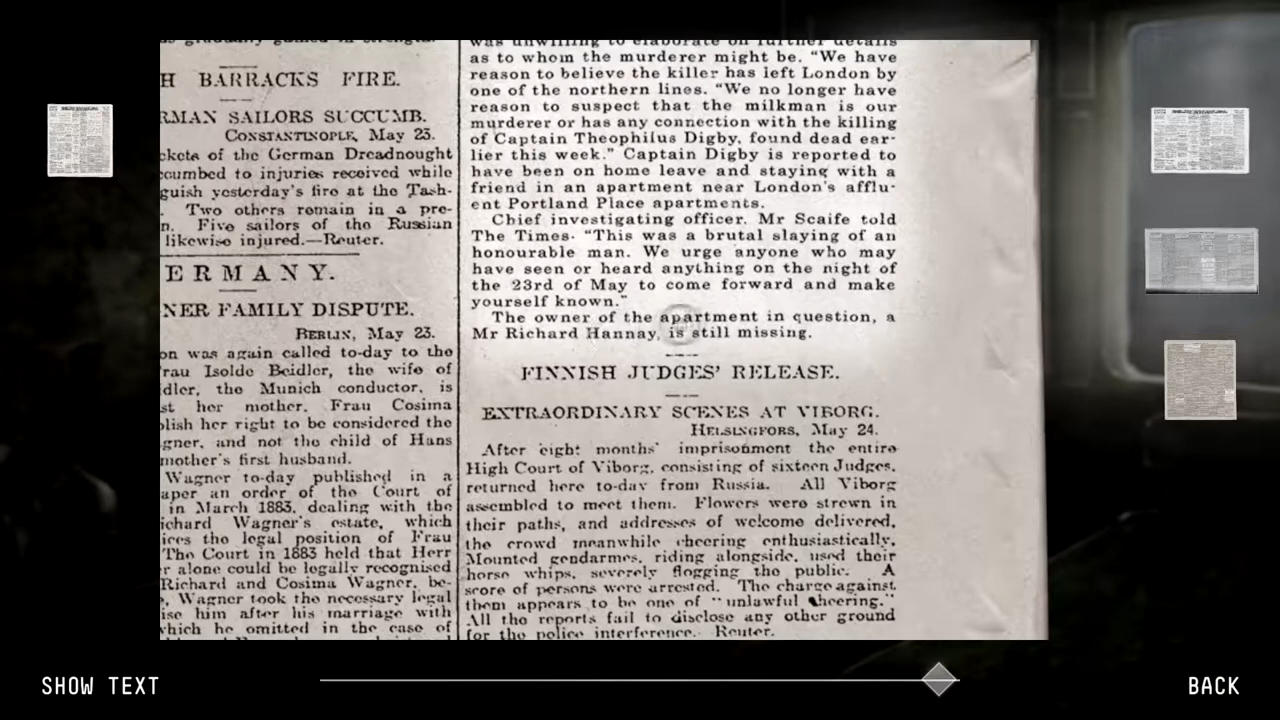 H BARRACKS FIRE.
RMAN SAILORS SUCCUMB.
CONSTANTINOPLE, May 23.
ckets of the German Dreadnought
ccumbed to injuries received while
guish yesterday's fire at the Tash-
. Two others remain in a pre-
n. Five sailors of the Russian
likewise injured.—Reuter.
ERMANY.
NER FAMILY DISPUTE.
BERLIN, May 23.
on was again called to-day to the
rau Isolde Beidler, the wife of
dler, the Munich conductor, is
st her mother, Frau Cosima
blish her right to be considered the
gner, and not the child of Hans
mother's first husband.
Wagner to-day published in a
aper an order of the Court of
in March 1883, dealing with the
ichard Wagner's estate, which
ices the legal position of Frau
The Court in 1883 held that Herr
r alone could be legally recognised
Richard and Cosima Wagner, be-
, Wagner took the necessary legal
ise him after his marriage with
which he omitted in the case of
was unwilling to elaborate on further details
as to whom the murderer might be. "We have
reason to believe the killer has left London by
one of the northern lines. "We no longer have
reason to suspect that the milkman is our
murderer or has any connection with the killing
of Captain Theophilus Digby, found dead ear-
lier this week." Captain Digby is reported to
have been on home leave and staying with a
friend in an apartment near London's afflu-
ent Portland Place apartments.
Chief investigating officer, Mr Scaife told
The Times- "This was a brutal slaying of an
honourable man. We urge anyone who may
have seen or heard anything on the night of
the 23rd of May to come forward and make
yourself known."
The owner of the apartment in question, a
Mr Richard Hannay, is still missing.
FINNISH JUDGES' RELEASE.
EXTRAORDINARY SCENES AT VIBORG.
HELSINGFORS, May 24.
After eight months' imprisonment the entire
High Court of Viborg, consisting of sixteen Judges,
returned here to-day from Russia. All Viborg
assembled to meet them. Flowers were strewn in
their paths, and addresses of welcome delivered,
the crowd meanwhile cheering enthusiastically.
Mounted gendarmes, riding alongside, used their
horse whips, severely flogging the public. A
score of persons were arrested. The charge against
them appears to be one of "unlawful cheering."
All the reports fail to disclose any other ground
for the police interference.  Reuter.
SHOW TEXT
BACK